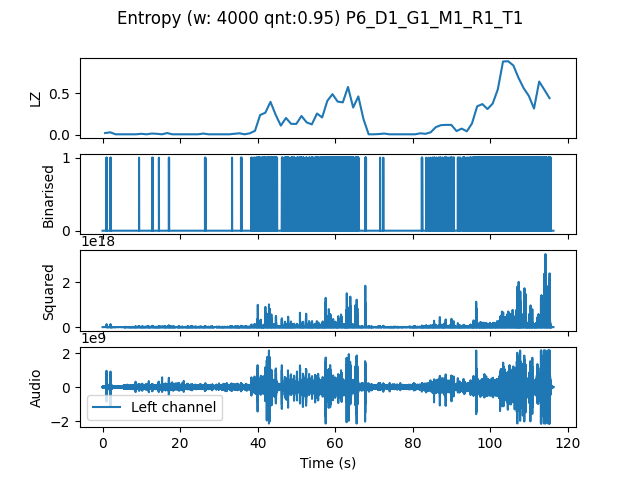 Entropy (w: 4000 qnt:0.95) P6_D1_G1_M1_R1_T1
LZ
0.5
0.0
Binarised
1
0
1e18
Squared
2
0
1e9
Audio
2
0
−2
Left channel
0 20 40 60 80 100 120
Time (s)